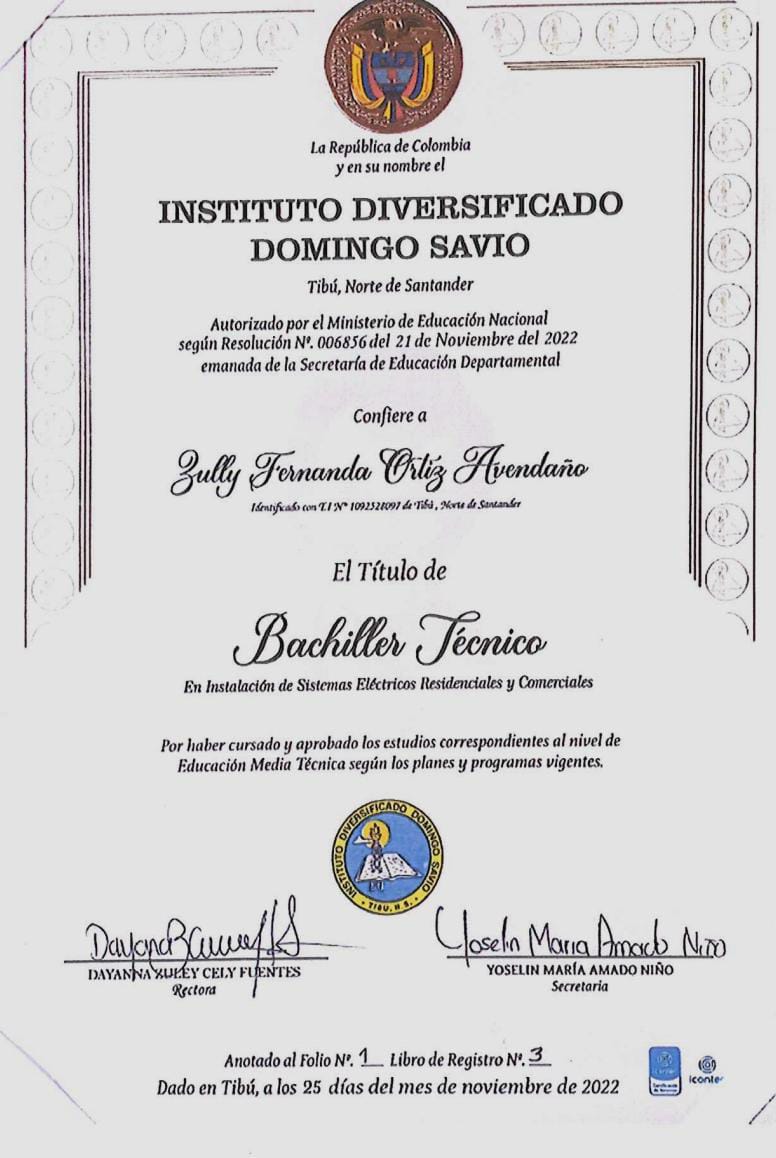 La República de Colombia
y en su nombre el
INSTITUTO DIVERSIFICADO
DOMINGO SAVIO
Tibú, Norte de Santander
Autorizado por el Ministerio de Educación Nacional
según Resolución Nº. 006856 del 21 de Noviembre del 2022
emanada de la Secretaría de Educación Departamental
Confiere a
Zully Fernanda Ortíz Avendaño
Identificado con T.I Nº 1092528097 de Tibú, Norte de Santander
El Título de
Bachiller Técnico
En Instalación de Sistemas Eléctricos Residenciales y Comerciales
Por haber cursado y aprobado los estudios correspondientes al nivel de
Educación Media Técnica según los planes y programas vigentes.
INSTITUTO DIVERSIFICADO DOMINGO SAVIO
TIBU. N.S.
Yoselin Maria Amado Niño
DAYANNA XULEY CELY FUENTES
Rectora
YOSELIN MARÍA AMADO NIÑO
Secretaria
Anotado al Folio Nº. 1 Libro de Registro Nº. 3
Dado en Tibú, a los 25 días del mes de noviembre de 2022